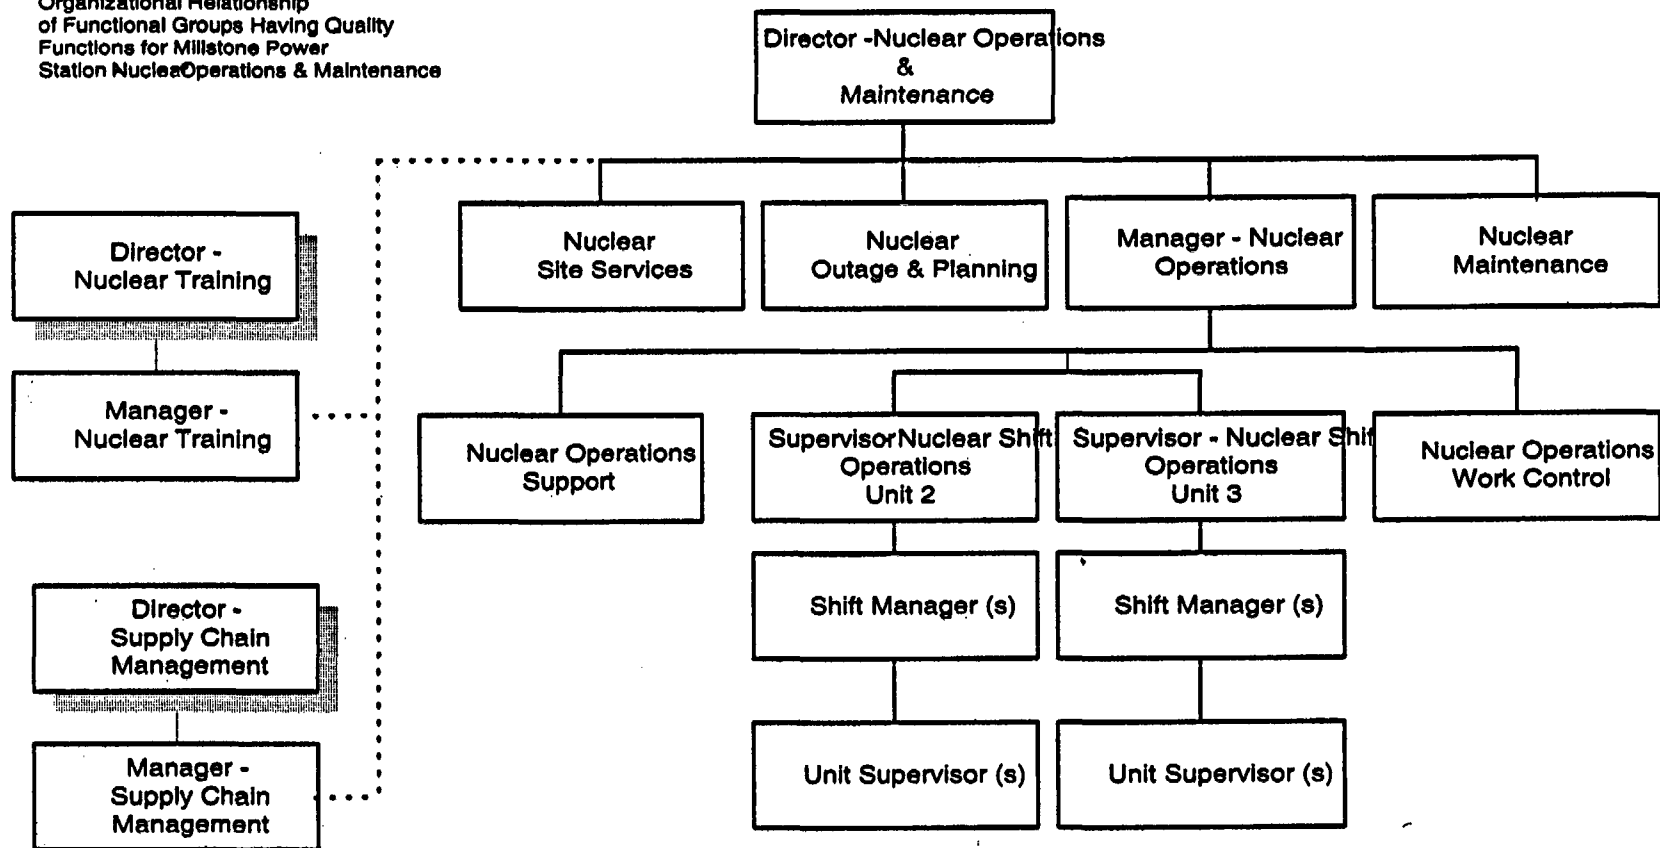 Organizational Relationship
of Functional Groups Having Quality
Functions for Millstone Power
Station NucleaOperations & Maintenance
Director -Nuclear Operations
&
Maintenance
Nuclear
Site Services
Nuclear
Outage & Planning
Manager - Nuclear
Operations
Nuclear
Maintenance
Director -
Nuclear Training
Manager -
Nuclear Training
Nuclear Operations
Support
SupervisorNuclear Shift
Operations
Unit 2
Supervisor - Nuclear Shif
Operations
Unit 3
Nuclear Operations
Work Control
Director -
Supply Chain
Management
Shift Manager (s)
Shift Manager (s)
Manager -
Supply Chain
Management
Unit Supervisor (s)
Unit Supervisor (s)